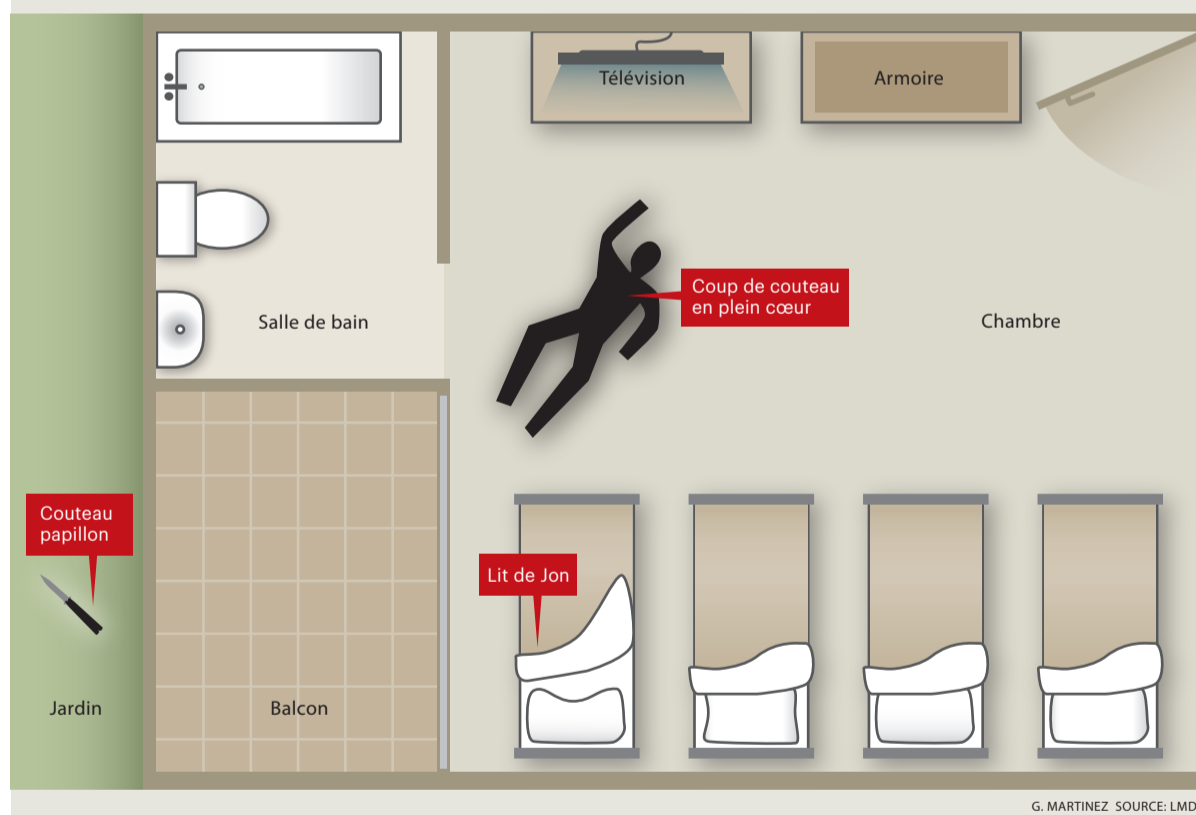 Télévision
Armoire
Coup de couteau
en plein cœur
Salle de bain
Chambre
Couteau
papillon
Lit de Jon
Jardin
Balcon
G. MARTINEZ SOURCE: LMD